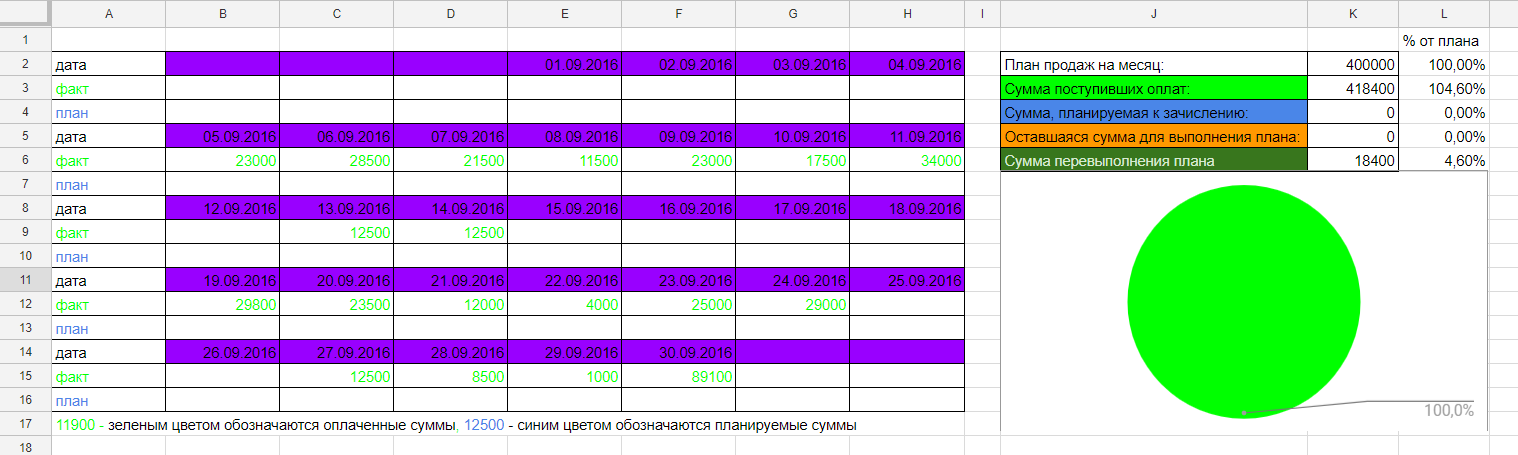 A B C D E F G H I J K L
1 % от плана
2 дата 01.09.2016 02.09.2016 03.09.2016 04.09.2016 План продаж на месяц: 400000 100,00%
3 факт Сумма поступивших оплат: 418400 104,60%
4 план Сумма, планируемая к зачислению: 0 0,00%
5 дата 05.09.2016 06.09.2016 07.09.2016 08.09.2016 09.09.2016 10.09.2016 11.09.2016 Оставшаяся сумма для выполнения плана: 0 0,00%
6 факт 23000 28500 21500 11500 23000 17500 34000 Сумма перевыполнения плана 18400 4,60%
7 план
8 дата 12.09.2016 13.09.2016 14.09.2016 15.09.2016 16.09.2016 17.09.2016 18.09.2016
9 факт 12500 12500
10 план
11 дата 19.09.2016 20.09.2016 21.09.2016 22.09.2016 23.09.2016 24.09.2016 25.09.2016
12 факт 29800 23500 12000 4000 25000 29000
13 план
14 дата 26.09.2016 27.09.2016 28.09.2016 29.09.2016 30.09.2016
15 факт 12500 8500 1000 89100
16 план
100,0%
17 11900 - зеленым цветом обозначаются оплаченные суммы, 12500 - синим цветом обозначаются планируемые суммы
18